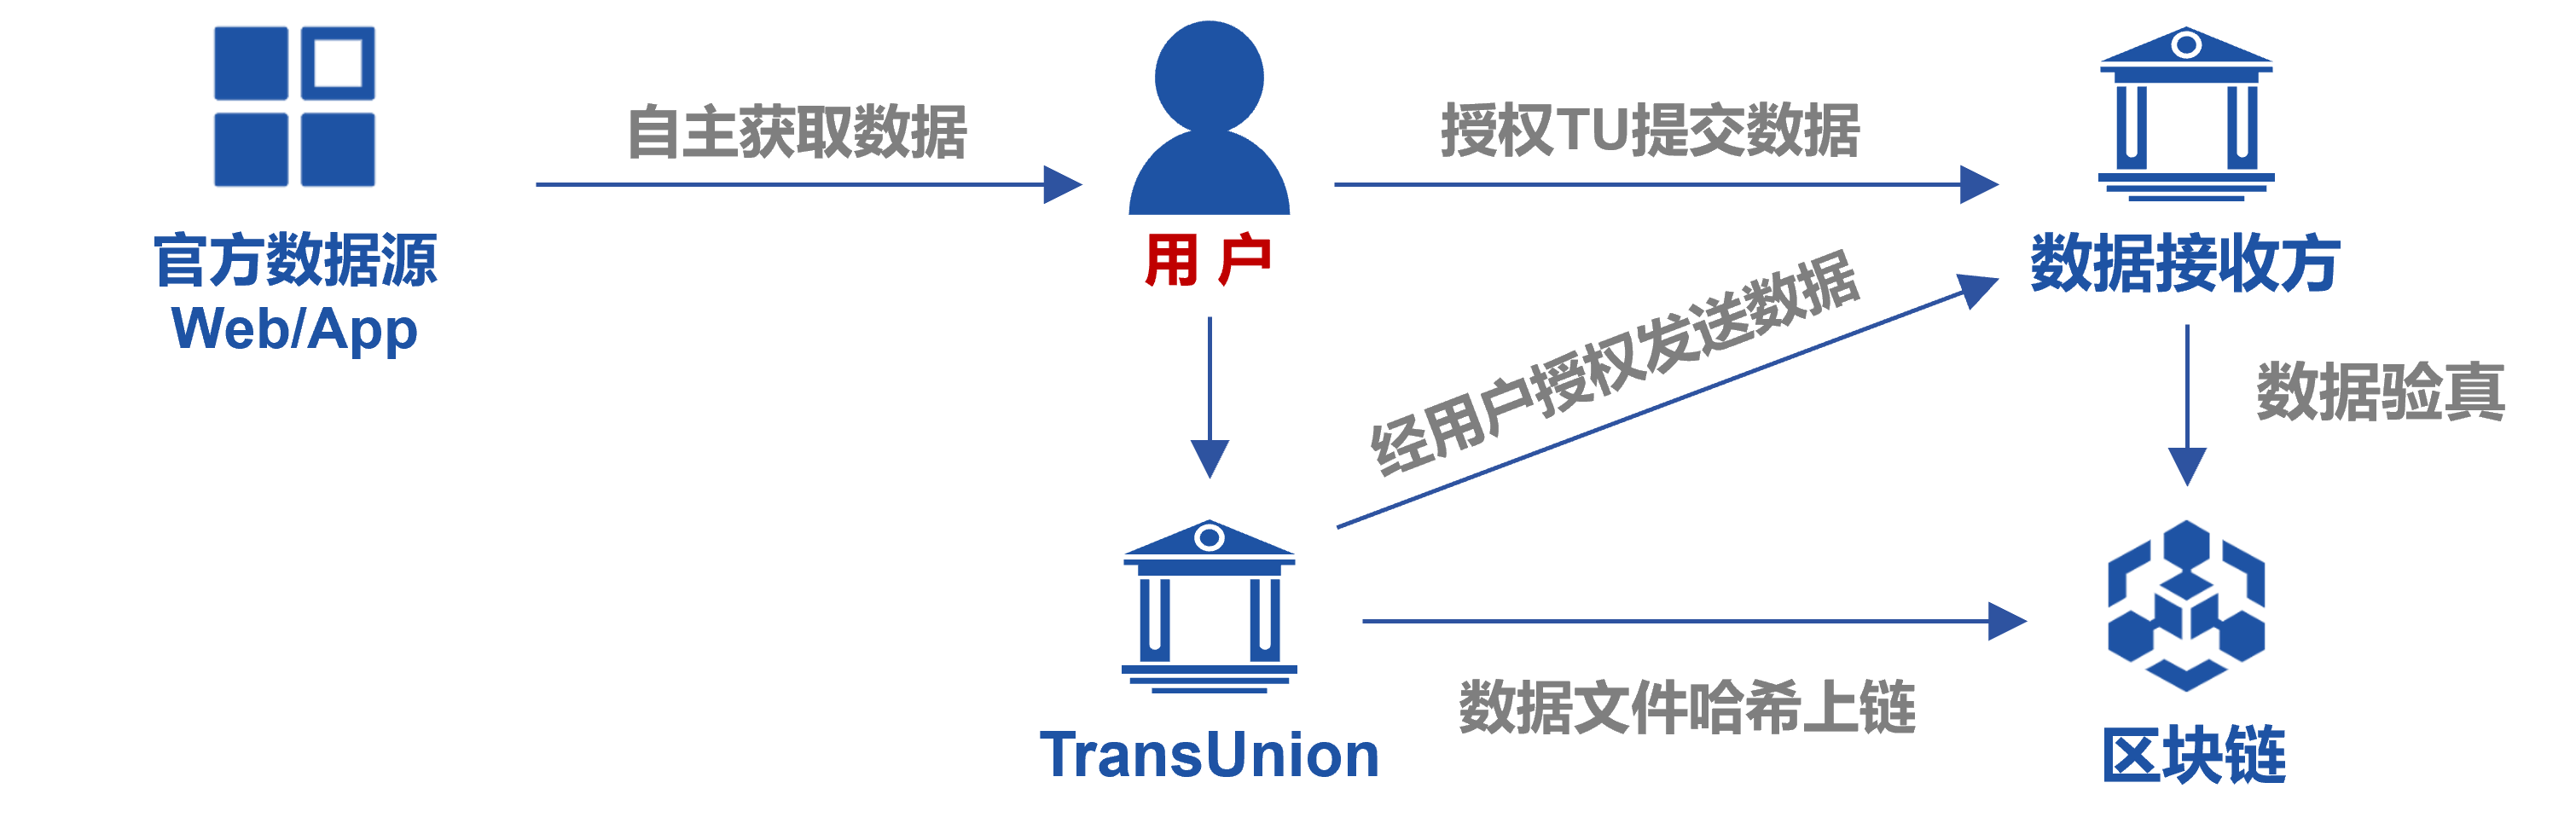 自主获取数据
授权TU提交数据
官方数据源
Web/App
用 户
数据接收方
经用户授权发送数据
数据验真
数据文件哈希上链
TransUnion
区块链